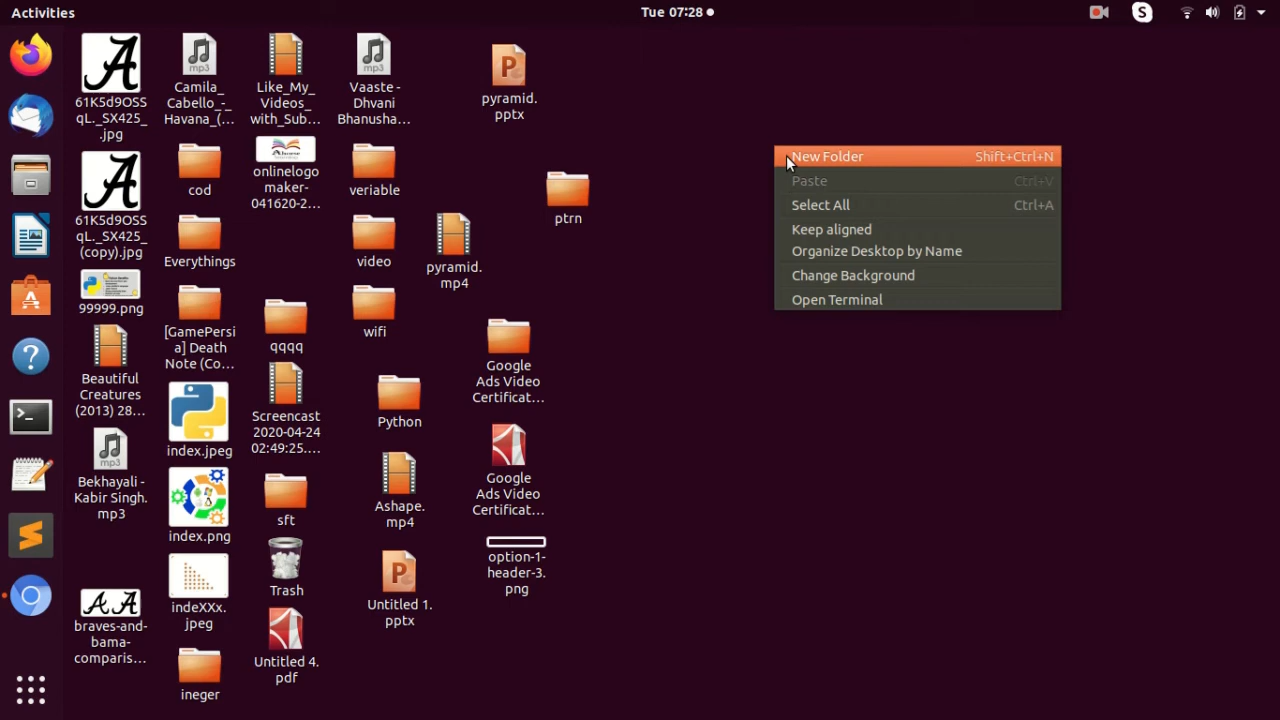 Activities
Tue 07:28
61K5d9OSS
qL._SX425_
.jpg
61K5d9OSS
qL._SX425_
(copy).jpg
99999.png
Beautiful
Creatures
(2013) 28...
Bekhayali -
Kabir Singh.
mp3
braves-and-
bama-
comparis...
mp3
Camila_
Cabello_-_
Havana_(...
cod
Everythings
[GamePersi
a] Death
Note (Co...
index.jpeg
index.png
indeXXx.
jpeg
ineger
Like_My_
Videos_
with_Sub...
onlinelogo
maker-
041620-2...
qqqq
Screencast
2020-04-24
02:49:25....
sft
Trash
Untitled 4.
pdf
mp3
Vaaste -
Dhvani
Bhanusha...
veriable
video
wifi
Python
Ashape.
mp4
Untitled 1.
pptx
pyramid.
mp4
pyramid.
pptx
ptrn
Google
Ads Video
Certificat...
Google
Ads Video
Certificat...
option-1-
header-3.
png
New Folder Shift+Ctrl+N
Paste Ctrl+V
Select All Ctrl+A
Keep aligned
Organize Desktop by Name
Change Background
Open Terminal